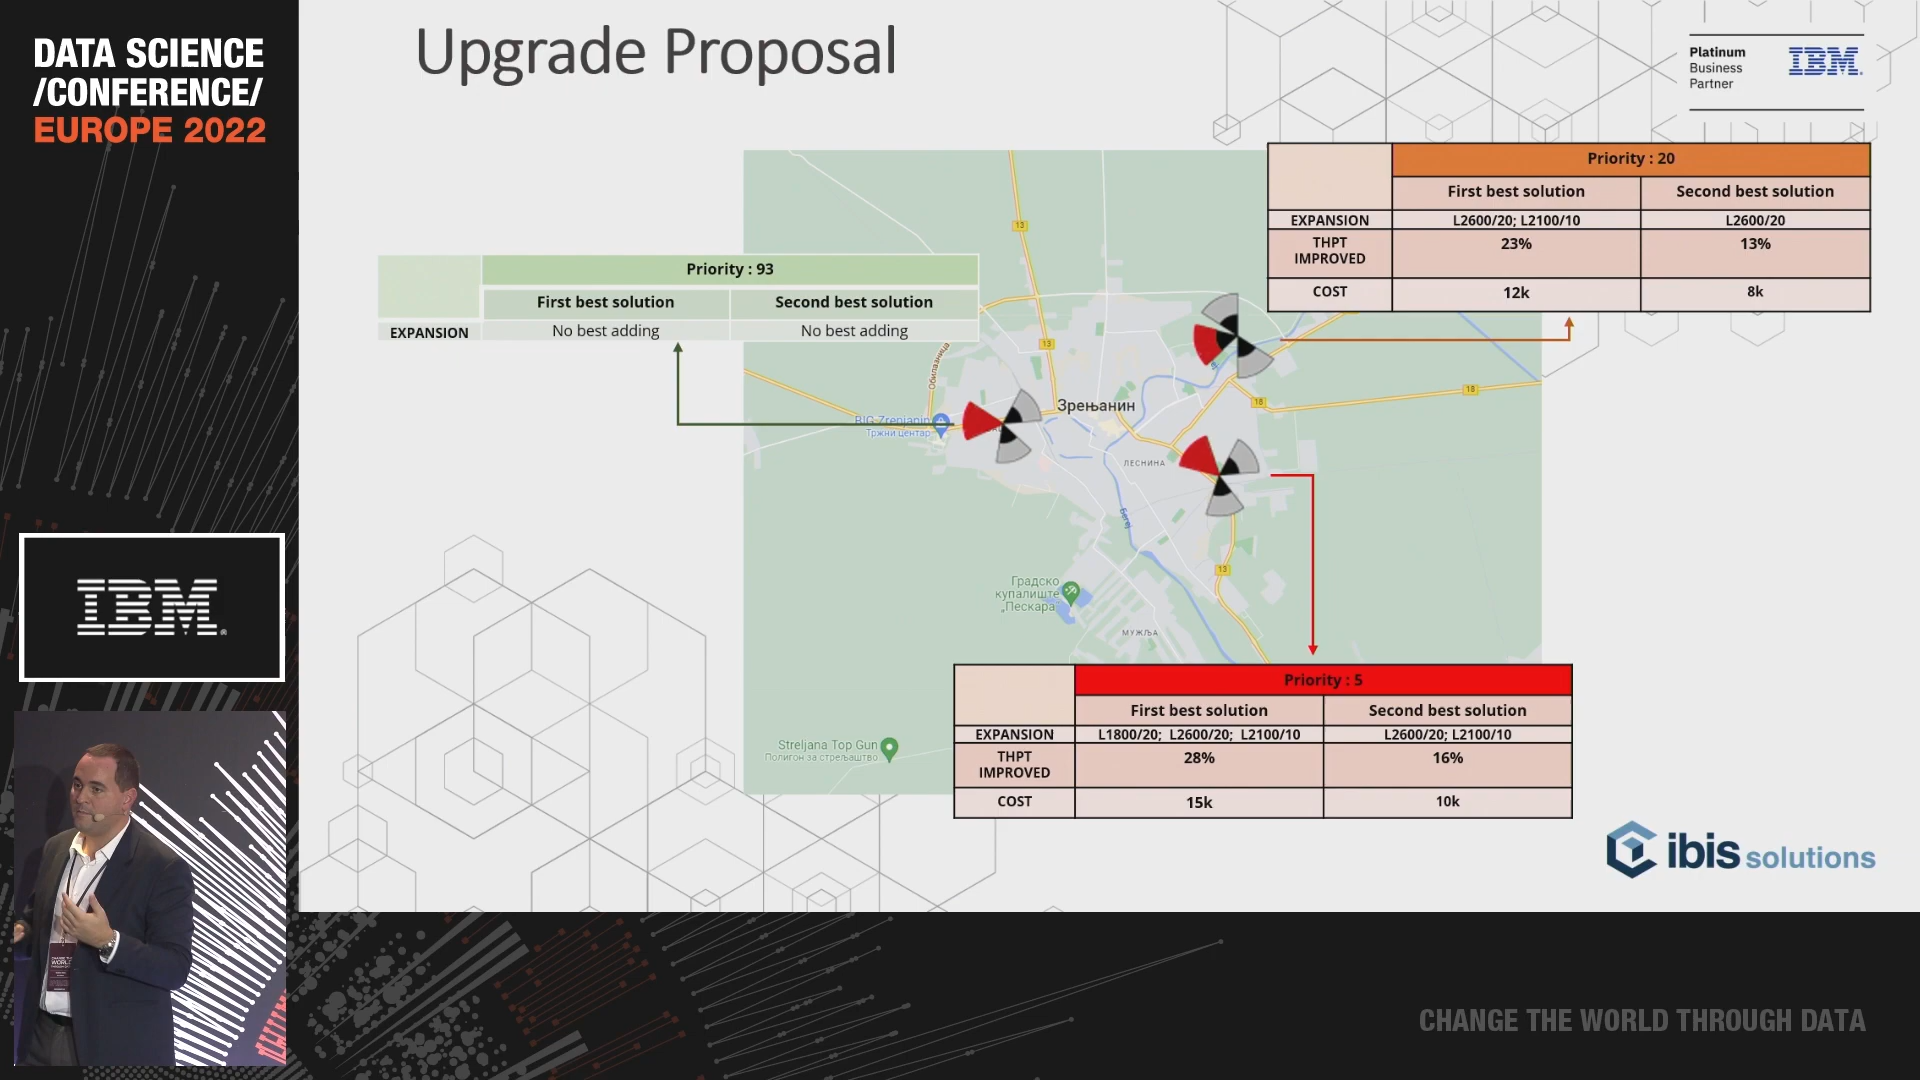 DATA SCIENCE
/CONFERENCE/
EUROPE 2022
IBM
Upgrade Proposal
Platinum
Business
Partner
IBM
Priority : 93
First best solution Second best solution
EXPANSION No best adding No best adding
Priority : 20
First best solution Second best solution
EXPANSION L2600/20; L2100/10 L2600/20
THPT
IMPROVED 23% 13%
COST 12k 8k
13
13
Обилазница
18
18
Зрењанин
BIG Zrenjanin
Тржни центар
ЛЕСНИНА
Бегеј
13
Градско
купалиште
„Пескара"
МУЖЉА
Streljana Top Gun
Полигон за стрељаштво
Priority : 5
First best solution Second best solution
EXPANSION L1800/20; L2600/20; L2100/10 L2600/20; L2100/10
THPT
IMPROVED 28% 16%
COST 15k 10k
ibis solutions
CHANGE THE WORLD THROUGH DATA